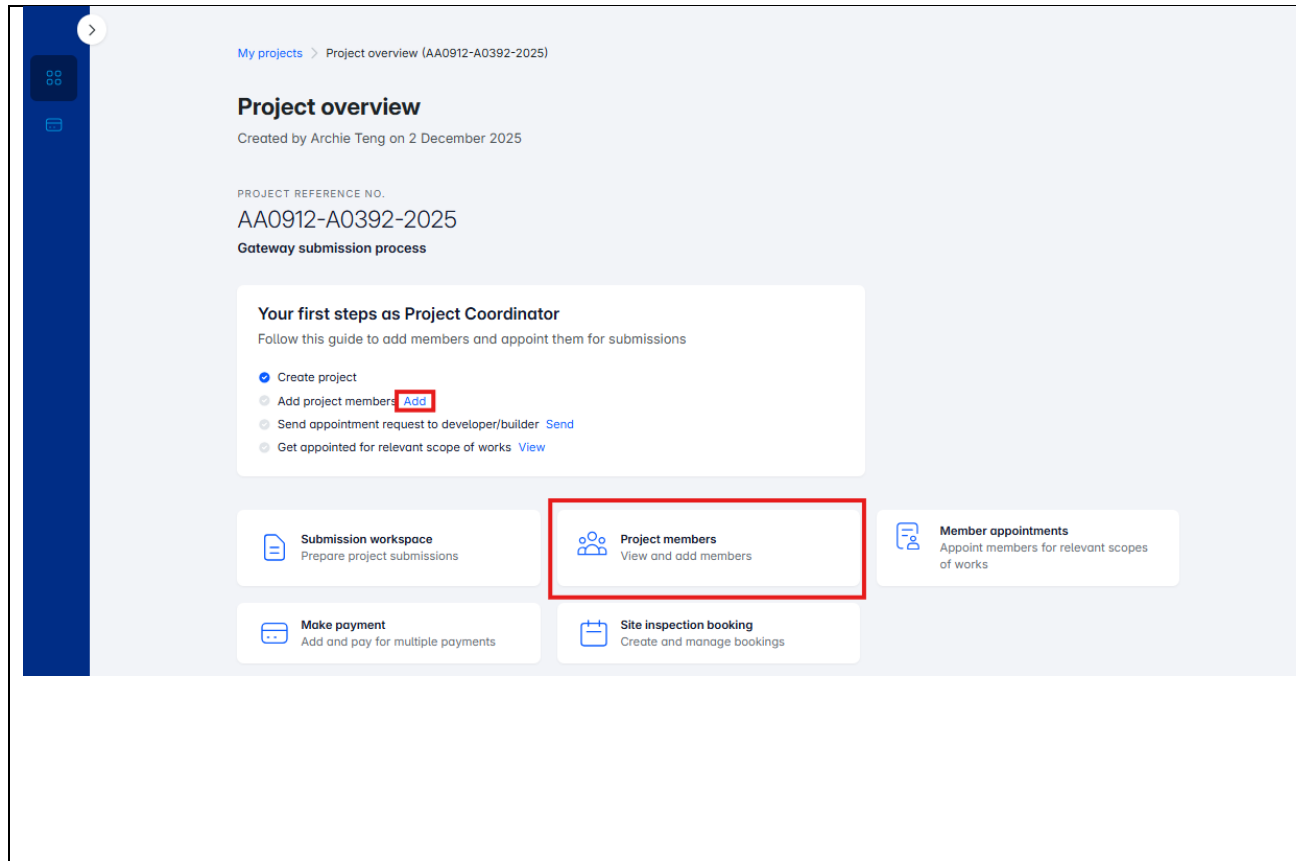 My projects > Project overview (AA0912-A0392-2025)
Project overview
Created by Archie Teng on 2 December 2025
PROJECT REFERENCE NO.
AA0912-A0392-2025
Gateway submission process
Your first steps as Project Coordinator
Follow this guide to add members and appoint them for submissions
Create project
Add project members Add
Send appointment request to developer/builder Send
Get appointed for relevant scope of works View
Submission workspace
Prepare project submissions
Project members
View and add members
Member appointments
Appoint members for relevant scopes
of works
Make payment
Add and pay for multiple payments
Site inspection booking
Create and manage bookings